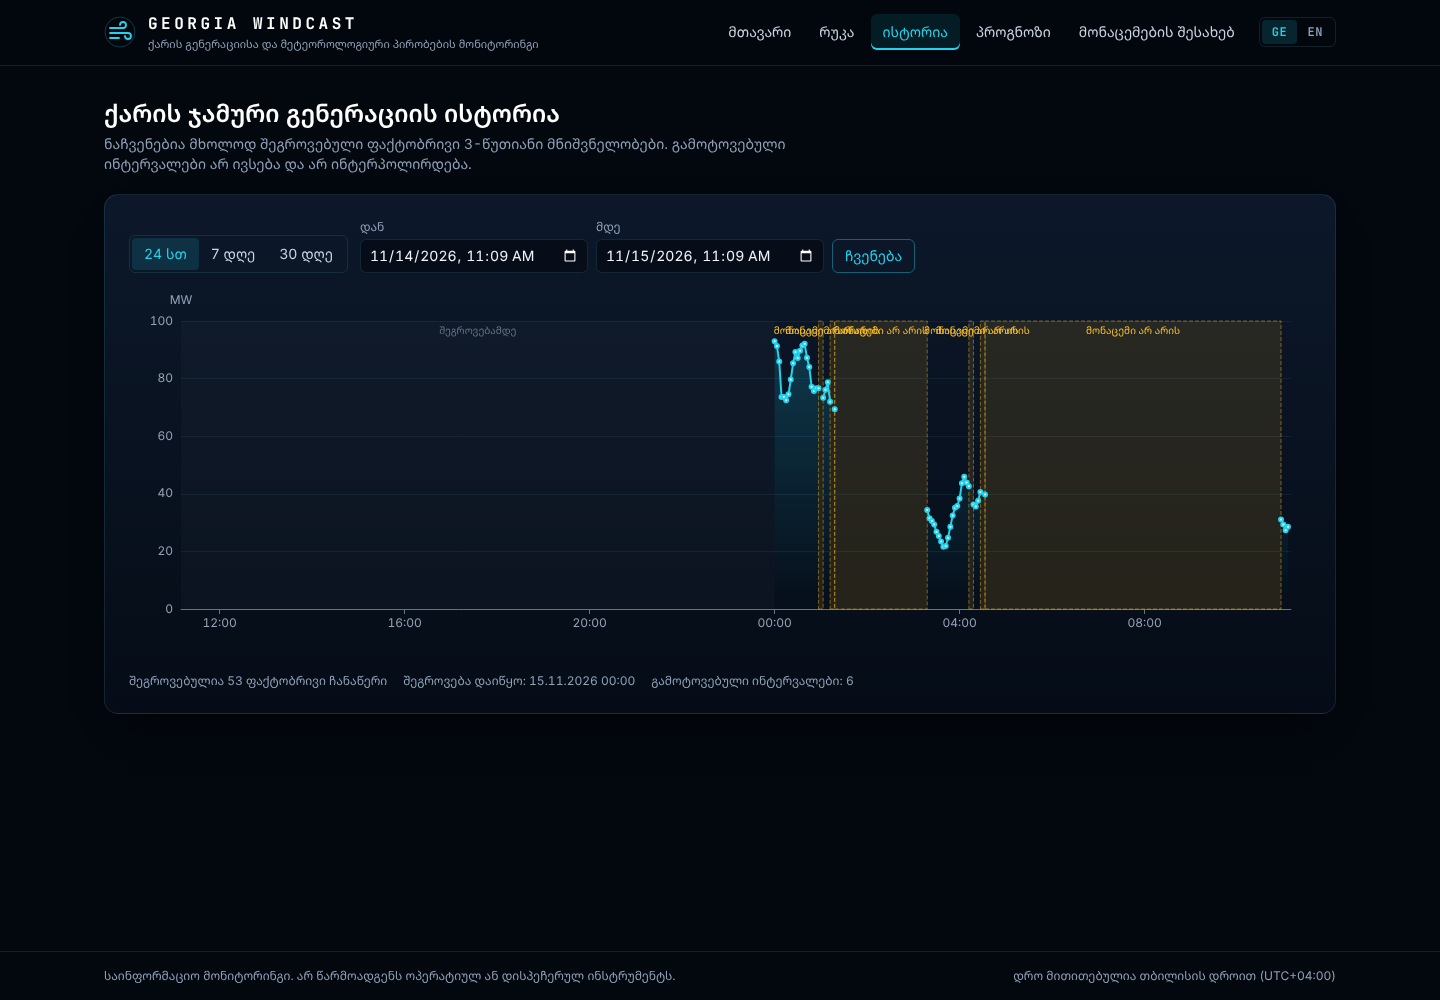 GEORGIA WINDCAST
ქარის გენერაციისა და მეტეოროლოგიური პირობების მონიტორინგი
მთავარი რუკა ისტორია პროგნოზი მონაცემების შესახებ GE EN
ქარის ჯამური გენერაციის ისტორია
ნაჩვენებია მხოლოდ შეგროვებული ფაქტობრივი 3-წუთიანი მნიშვნელობები. გამოტოვებული
ინტერვალები არ ივსება და არ ინტერპოლირდება.
დან მდე
24 სთ 7 დღე 30 დღე 11/14/2026, 11:09 AM 11/15/2026, 11:09 AM ჩვენება
MW
100
შეგროვებამდე არ არის მონაცემი არ არის
80
60
40
20
0
12:00 16:00 20:00 00:00 04:00 08:00
შეგროვებულია 53 ფაქტობრივი ჩანაწერი შეგროვება დაიწყო: 15.11.2026 00:00 გამოტოვებული ინტერვალები: 6
საინფორმაციო მონიტორინგი. არ წარმოადგენს ოპერატიულ ან დისპეჩერულ ინსტრუმენტს.
დრო მითითებულია თბილისის დროით (UTC+04:00)